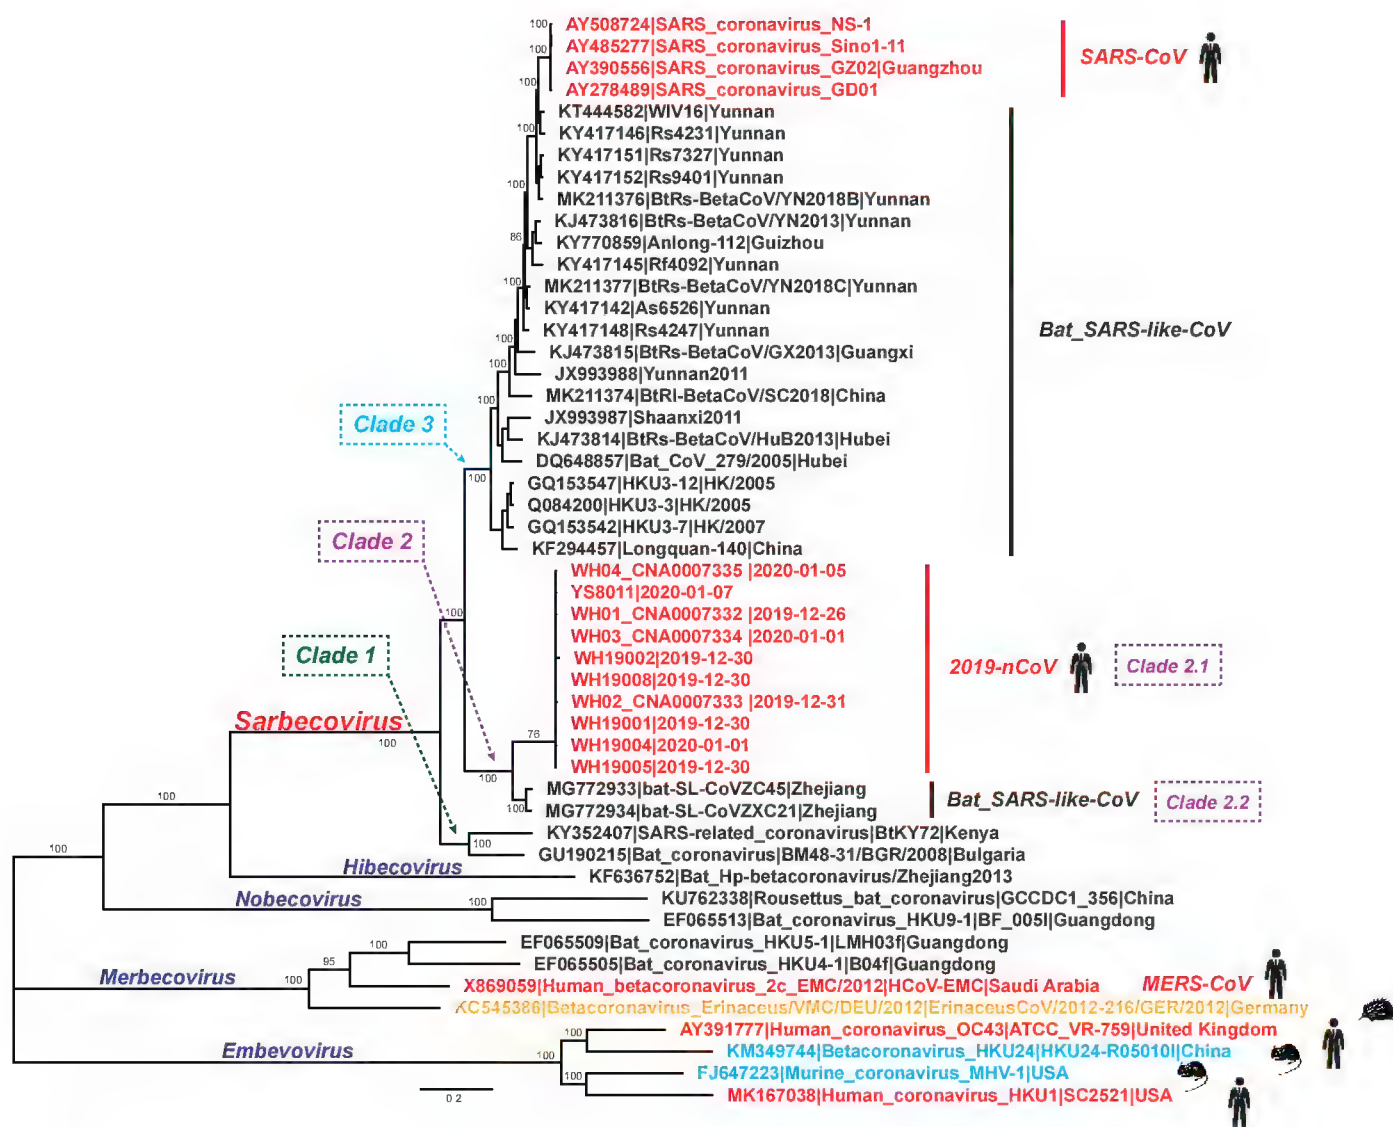 100 AY508724|SARS_coronavirus_NS-1
AY485277|SARS_coronavirus_Sino1-11
SARS-CoV
100 AY390556|SARS_coronavirus_GZ02|Guangzhou
100 AY278489|SARS_coronavirus_GD01
KT444582|WIV16|Yunnan
100 KY417146|Rs4231|Yunnan
KY417151|Rs7327|Yunnan
KY417152|Rs9401|Yunnan
100
MK211376|BtRs-BetaCoV/YN2018B|Yunnan
KJ473816|BtRs-BetaCoV/YN2013|Yunnan
86 KY770859|Anlong-112|Guizhou
KY417145|Rf4092|Yunnan
100 MK211377|BtRs-BetaCoV/YN2018C|Yunnan
KY417142|As6526|Yunnan
KY417148|Rs4247|Yunnan
Bat_SARS-like-CoV
100 KJ473815|BtRs-BetaCoV/GX2013|Guangxi
100 JX993988|Yunnan2011
100 MK211374|BtRl-BetaCoV/SC2018|China
JX993987|Shaanxi2011
Clade 3
KJ473814|BtRs-BetaCoV/HuB2013|Hubei
DQ648857|Bat_CoV_279/2005|Hubei
100 GQ153547|HKU3-12|HK/2005
Q084200|HKU3-3|HK/2005
GQ153542|HKU3-7|HK/2007
Clade 2
KF294457|Longquan-140|China
WH04_CNA0007335 |2020-01-05
YS8011|2020-01-07
100 WH01_CNA0007332 |2019-12-26
WH03_CNA0007334 |2020-01-01
Clade 1
WH19002|2019-12-30
2019-nCoV
Clade 2.1
WH19008|2019-12-30
WH02_CNA0007333 |2019-12-31
Sarbecovirus
WH19001|2019-12-30
100 76 WH19004|2020-01-01
WH19005|2019-12-30
100 MG772933|bat-SL-CoVZC45|Zhejiang
Bat_SARS-like-CoV
Clade 2.2
100 100 MG772934|bat-SL-CoVZXC21|Zhejiang
KY352407|SARS-related_coronavirus|BtKY72|Kenya
100 100 GU190215|Bat_coronavirus|BM48-31/BGR/2008|Bulgaria
Hibecovirus
KF636752|Bat_Hp-betacoronavirus/Zhejiang2013
Nobecovirus
KU762338|Rousettus_bat_coronavirus|GCCDC1_356|China
EF065513|Bat_coronavirus_HKU9-1|BF_005I|Guangdong
100 EF065509|Bat_coronavirus_HKU5-1|LMH03f|Guangdong
95 EF065505|Bat_coronavirus_HKU4-1|B04f|Guangdong
Merbecovirus
100 X869059|Human_betacoronavirus_2c_EMC/2012|HCoV-EMC|Saudi Arabia
MERS-CoV
KC545386|Betacoronavirus_Erinaceus/VMC/DEU/2012|ErinaceusCoV/2012-216/GER/2012|Germany
100 AY391777|Human_coronavirus_OC43|ATCC_VR-759|United Kingdom
Embevovirus
100 KM349744|Betacoronavirus_HKU24|HKU24-R05010I|China
100 FJ647223|Murine_coronavirus_MHV-1|USA
0 2
MK167038|Human_coronavirus_HKU1|SC2521|USA